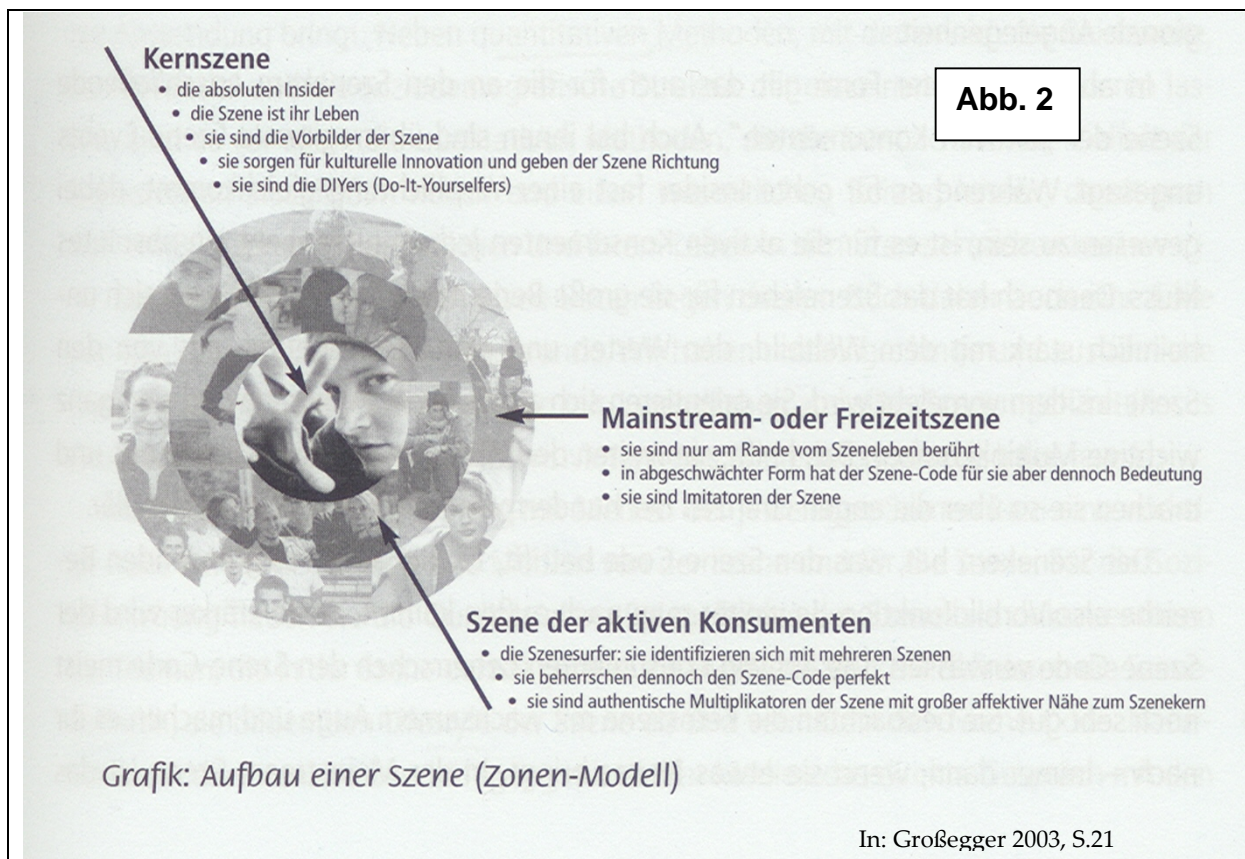 Kernszene
• die absoluten Insider
• die Szene ist ihr Leben
• sie sind die Vorbilder der Szene
• sie sorgen für kulturelle Innovation und geben der Szene Richtung
• sie sind die DIYers (Do-It-Yourselfers)
Abb. 2
Mainstream- oder Freizeitszene
• sie sind nur am Rande vom Szeneleben berührt
• in abgeschwächter Form hat der Szene-Code für sie aber dennoch Bedeutung
• sie sind Imitatoren der Szene
Szene der aktiven Konsumenten
• die Szenesurfer: sie identifizieren sich mit mehreren Szenen
• sie beherrschen dennoch den Szene-Code perfekt
• sie sind authentische Multiplikatoren der Szene mit großer affektiver Nähe zum Szenekern
Grafik: Aufbau einer Szene (Zonen-Modell)
In: Großegger 2003, S.21